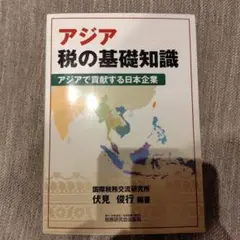 アジア
税の基礎知識
アジアで貢献する日本企業
国際税務交流研究所
伏見 俊行 編著